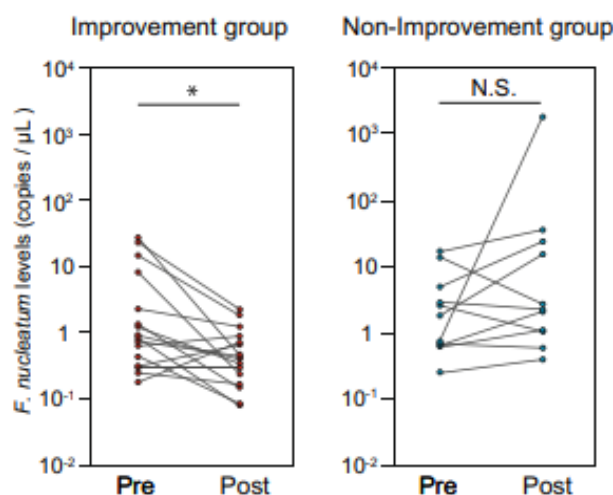 Improvement group
Non-Improvement group
F. nucleatum levels (copies / µL)
10⁴
10³
10²
10
1
10⁻¹
10⁻²
*
Pre
Post
10⁴
10³
10²
10
1
10⁻¹
10⁻²
N.S.
Pre
Post